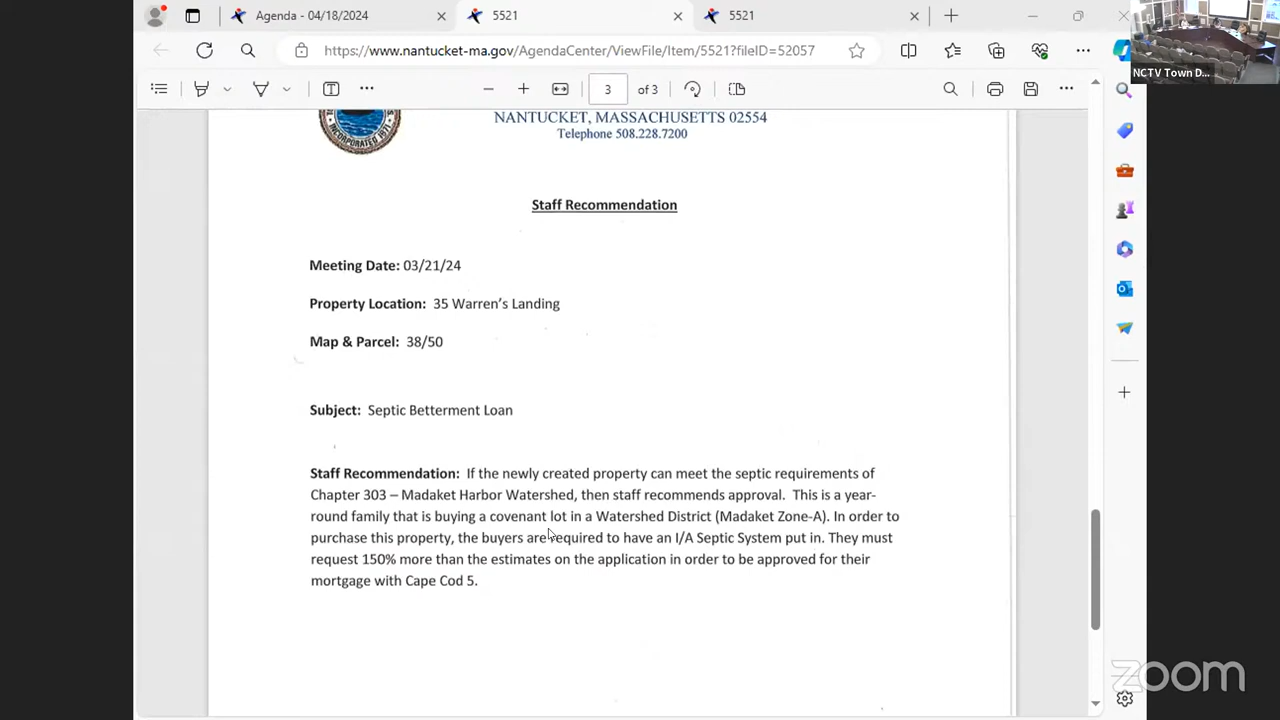 Agenda - 04/18/2024
5521
5521
https://www.nantucket-ma.gov/AgendaCenter/ViewFile/Item/5521?fileID=52057
NCTV Town D...
3 of 3
INCORPORATED 1671
NANTUCKET, MASSACHUSETTS 02554
Telephone 508.228.7200
Staff Recommendation
Meeting Date: 03/21/24
Property Location: 35 Warren's Landing
Map & Parcel: 38/50
Subject: Septic Betterment Loan
Staff Recommendation: If the newly created property can meet the septic requirements of
Chapter 303 – Madaket Harbor Watershed, then staff recommends approval. This is a year-
round family that is buying a covenant lot in a Watershed District (Madaket Zone-A). In order to
purchase this property, the buyers are required to have an I/A Septic System put in. They must
request 150% more than the estimates on the application in order to be approved for their
mortgage with Cape Cod 5.
zoom